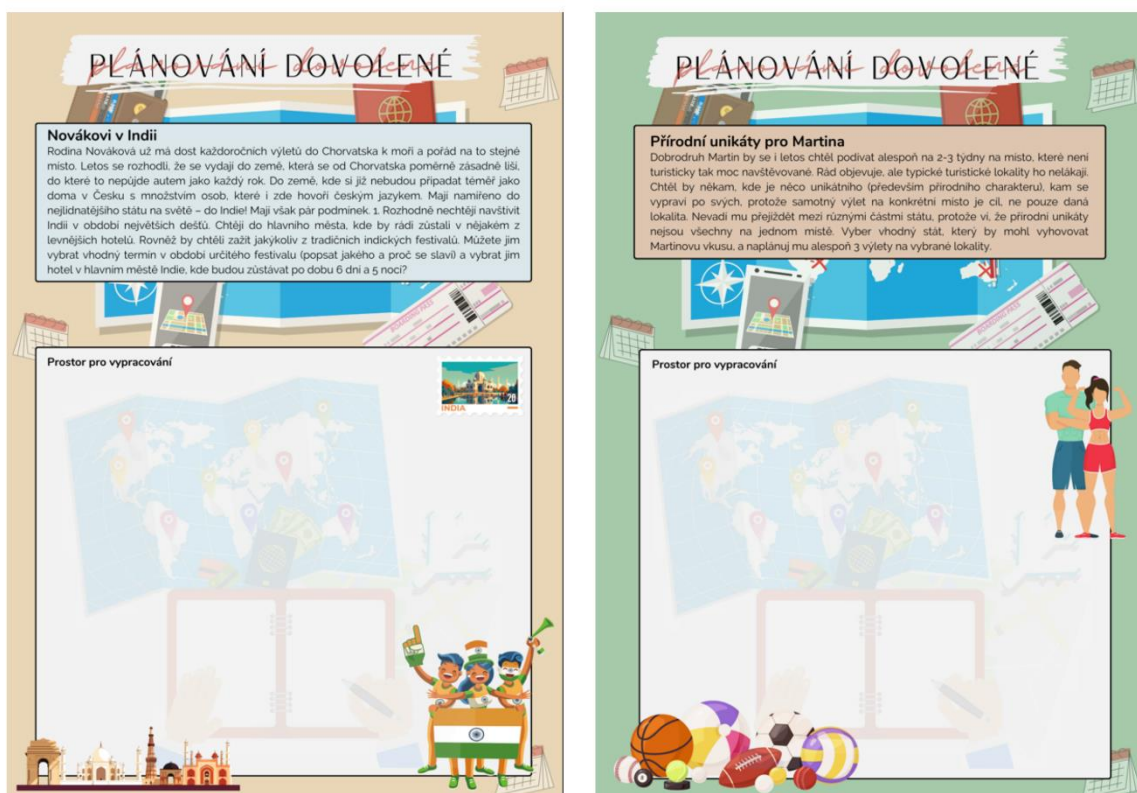 PLÁNOVÁNÍ DOVOLENÉ
plánování dovolené
Novákovi v Indii
Rodina Nováková už má dost každoročních výletů do Chorvatska k moři a pořád na to stejné
místo. Letos se rozhodli, že se vydají do země, která se od Chorvatska poměrně zásadně liší,
do které to nepůjde autem jako každý rok. Do země, kde si již nebudou připadat téměř jako
doma v Česku s množstvím osob, které i zde hovoří českým jazykem. Mají namířeno do
nejlidnatějšího státu na světě – do Indie! Mají však pár podmínek. 1. Rozhodně nechtějí navštívit
Indii v období největších dešťů. Chtějí do hlavního města, kde by rádi zůstali v nějakém z
levnějších hotelů. Rovněž by chtěli zažít jakýkoliv z tradičních indických festivalů. Můžete jim
vybrat vhodný termín v období určitého festivalu (popsat jakého a proč se slaví) a vybrat jim
hotel v hlavním městě Indie, kde budou zůstávat po dobu 6 dní a 5 nocí?
BOARDING PASS
Prostor pro vypracování
INDIA
20
PLÁNOVÁNÍ DOVOLENÉ
plánování dovolené
Přírodní unikáty pro Martina
Dobrodruh Martin by se i letos chtěl podívat alespoň na 2-3 týdny na místo, které není
turisticky tak moc navštěvované. Rád objevuje, ale typické turistické lokality ho nelákají.
Chtěl by někam, kde je něco unikátního (především přírodního charakteru), kam se
vypraví po svých, protože samotný výlet na konkrétní místo je cíl, ne pouze daná
lokalita. Nevadí mu přejíždět mezi různými částmi státu, protože ví, že přírodní unikáty
nejsou všechny na jednom místě. Vyber vhodný stát, který by mohl vyhovovat
Martinovu vkusu, a naplánuj mu alespoň 3 výlety na vybrané lokality.
BOARDING PASS
Prostor pro vypracování